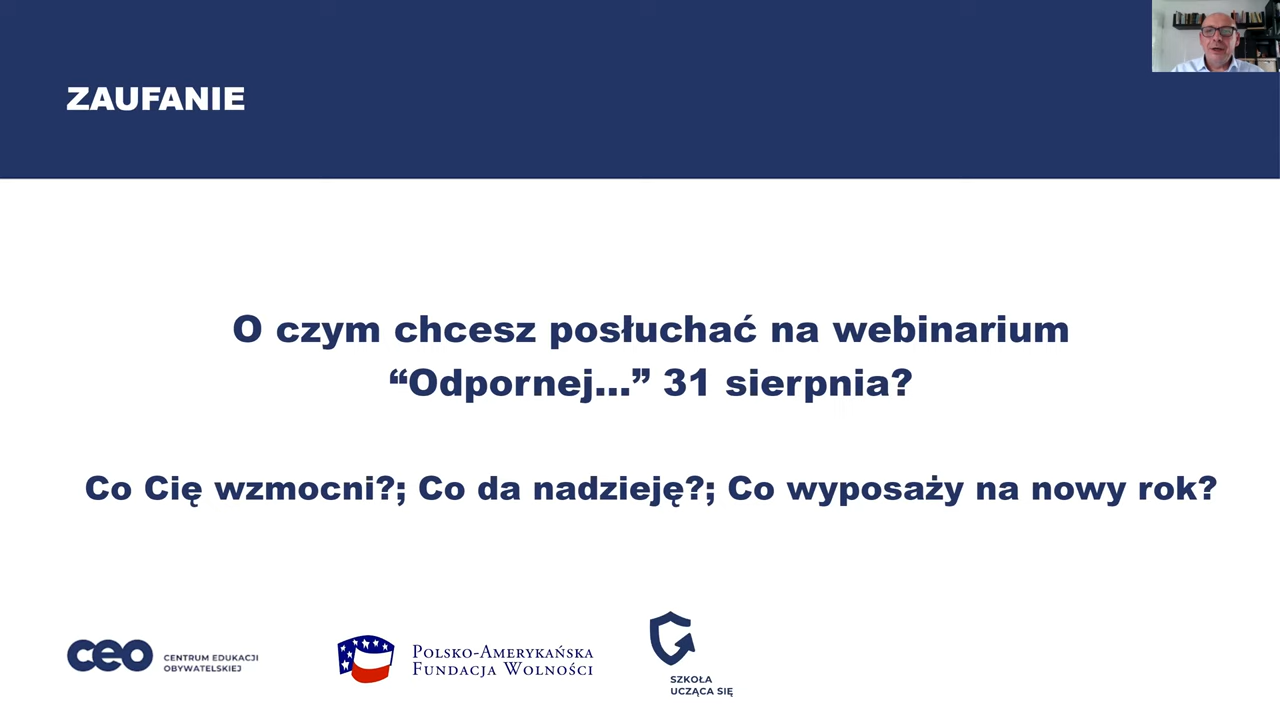 ZAUFANIE
O czym chcesz posłuchać na webinarium
“Odpornej...” 31 sierpnia?
Co Cię wzmocni?; Co da nadzieję?; Co wyposaży na nowy rok?
ceo
CENTRUM EDUKACJI
OBYWATELSKIEJ
POLSKO-AMERYKAŃSKA
FUNDACJA WOLNOŚCI
SZKOŁA
UCZĄCA SIĘ